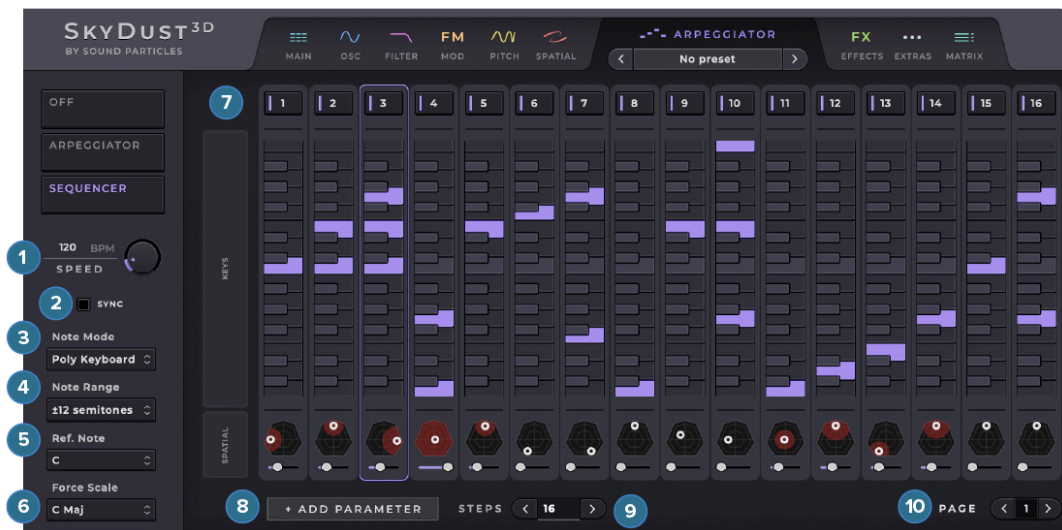 SKYDUST 3D
BY SOUND PARTICLES
MAIN
OSC
FILTER
FM
MOD
PITCH
SPATIAL
ARPEGGIATOR
< No preset >
FX
EFFECTS
EXTRAS
MATRIX
OFF
ARPEGGIATOR
SEQUENCER
1
120 BPM
SPEED
2
SYNC
3
Note Mode
Poly Keyboard
4
Note Range
±12 semitones
5
Ref. Note
C
6
Force Scale
C Maj
7
1 2 3 4 5 6 7 8 9 10 11 12 13 14 15 16
KEYS
SPATIAL
8
+ ADD PARAMETER
STEPS < 16 >
9
10
PAGE < 1 >